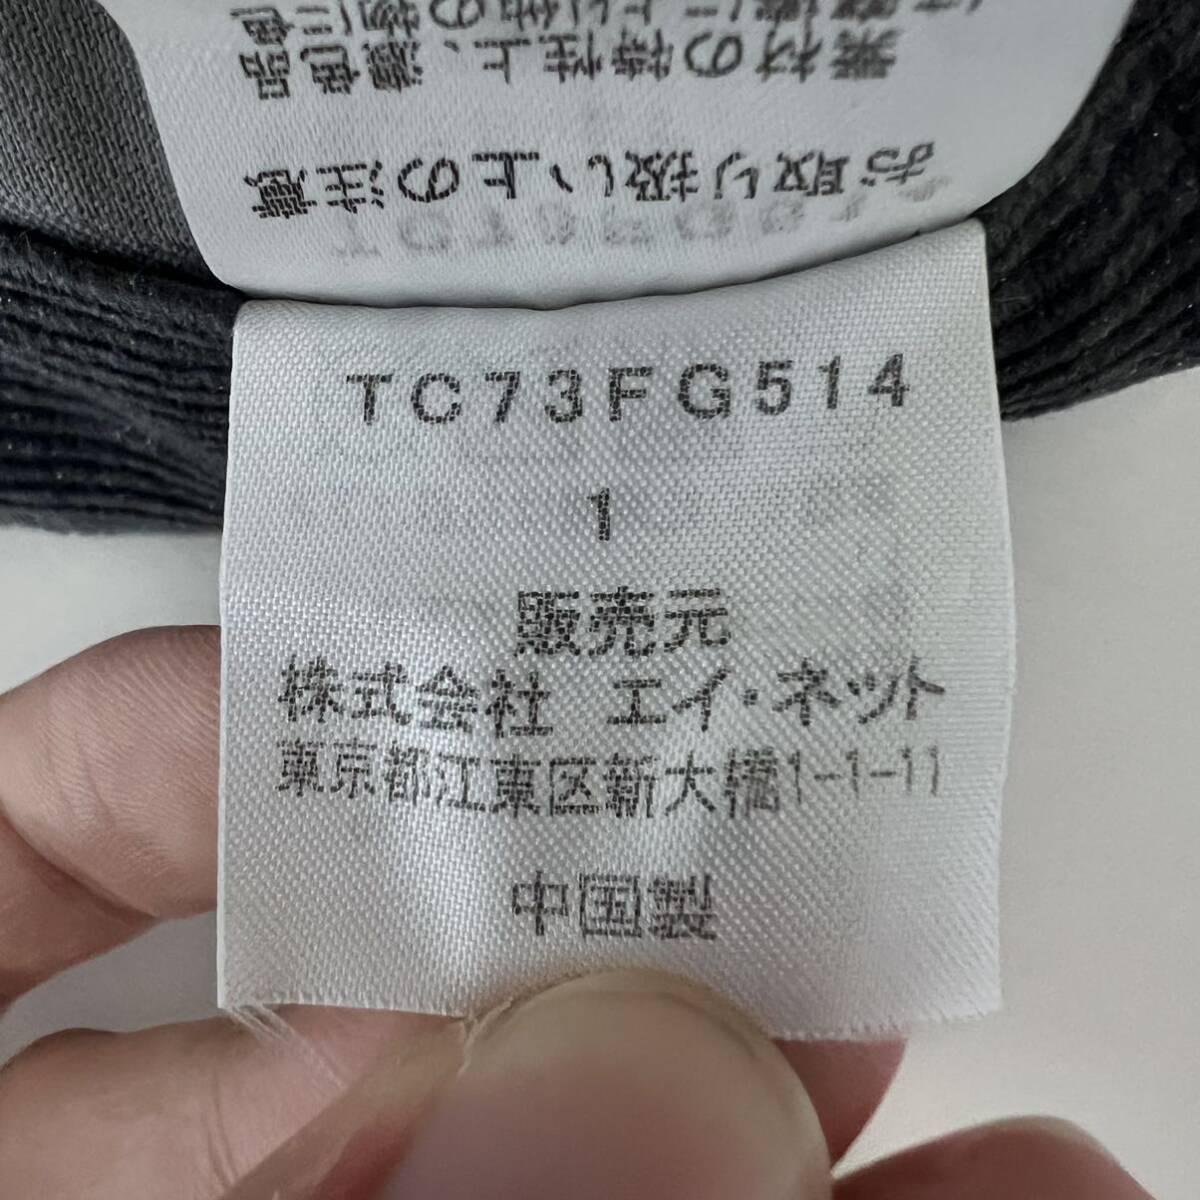 素材の特性上、濃色品
お取り扱い上の注意
TC73FG514
1
販売元
株式会社 エイ・ネット
東京都江東区新大橋1-1-11
中国製